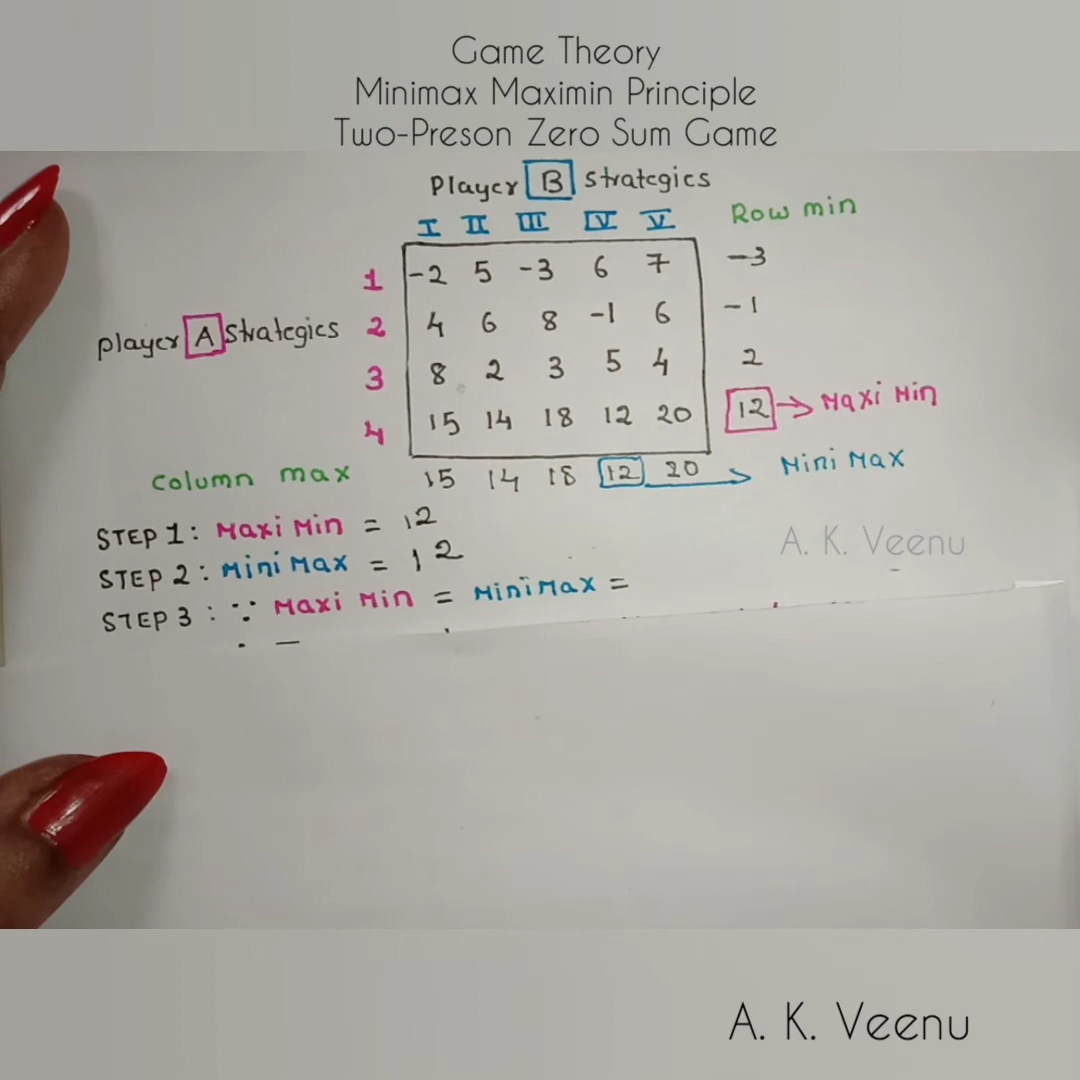 Game Theory
Minimax Maximin Principle
Two-Preson Zero Sum Game
Player B Strategies
I II III IV V Row min
1 -2 5 -3 6 7 -3
Player A Strategies 2 4 6 8 -1 6 -1
3 8 2 3 5 4 2
4 15 14 18 12 20 12 → Maxi Min
Column max 15 14 18 12 20 → Mini Max
STEP 1: Maxi Min = 12
STEP 2: Mini Max = 12
A. K. Veenu
STEP 3: ∵ Maxi Min = Mini Max =
A. K. Veenu